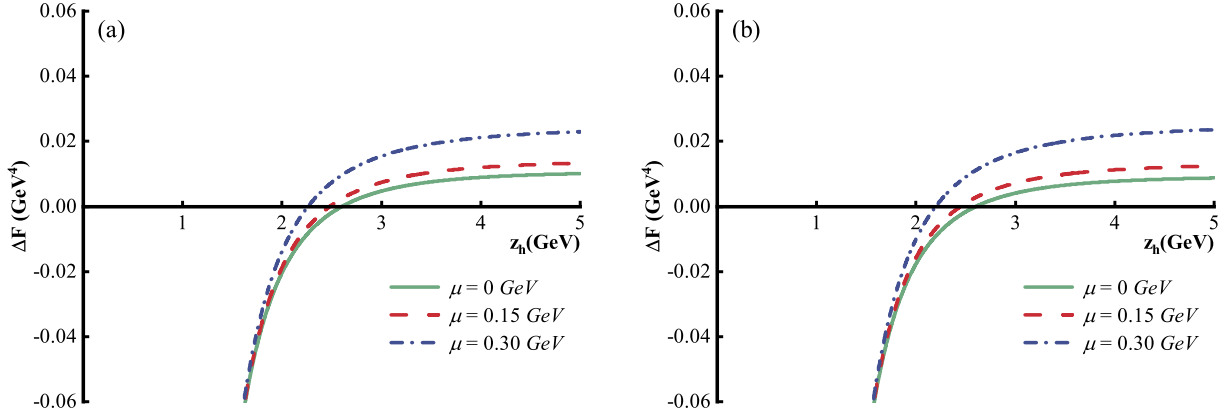 (a)
0.06
0.04
0.02
0.00
-0.02
-0.04
-0.06
ΔF (GeV⁴)
1 2 3 4 5
z_h(GeV)
μ = 0 GeV
μ = 0.15 GeV
μ = 0.30 GeV
(b)
0.06
0.04
0.02
0.00
-0.02
-0.04
-0.06
ΔF (GeV⁴)
1 2 3 4 5
z_h(GeV)
μ = 0 GeV
μ = 0.15 GeV
μ = 0.30 GeV